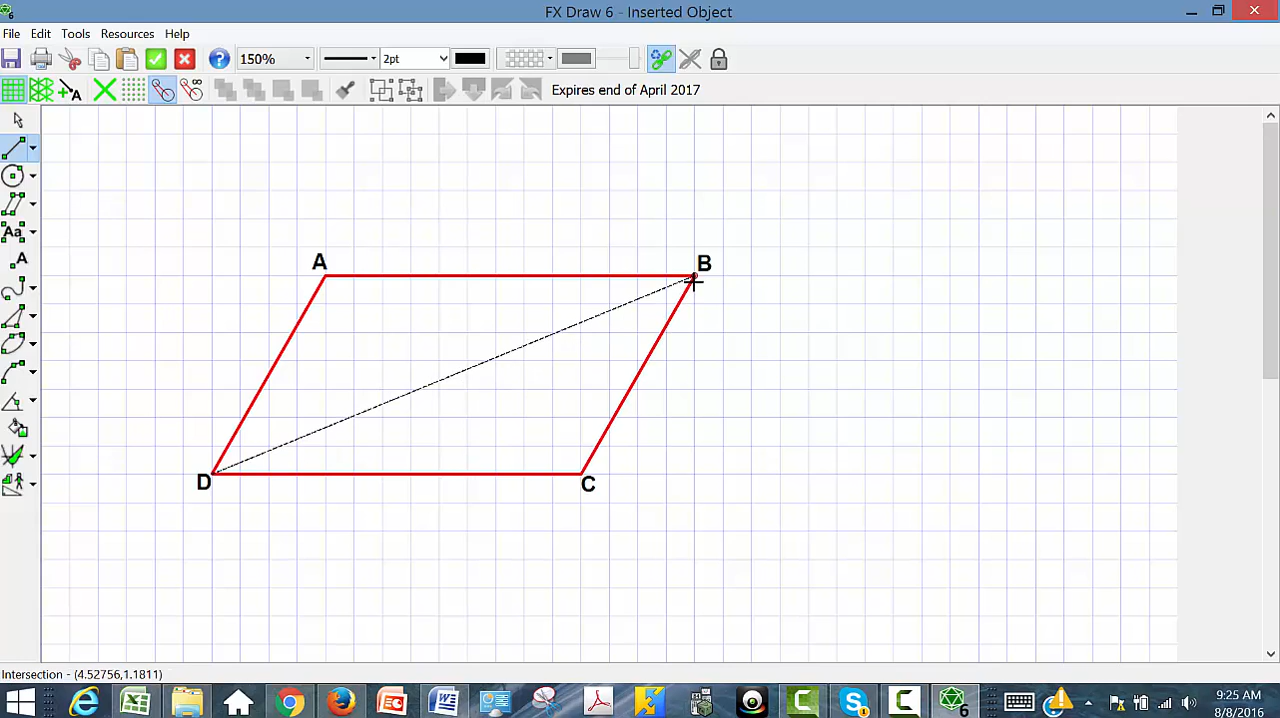 FX Draw 6 - Inserted Object
File Edit Tools Resources Help
150% 2pt
Expires end of April 2017
A
B
D
C
Aa
A
Intersection - (4.52756,1.1811)
9:25 AM
8/8/2016